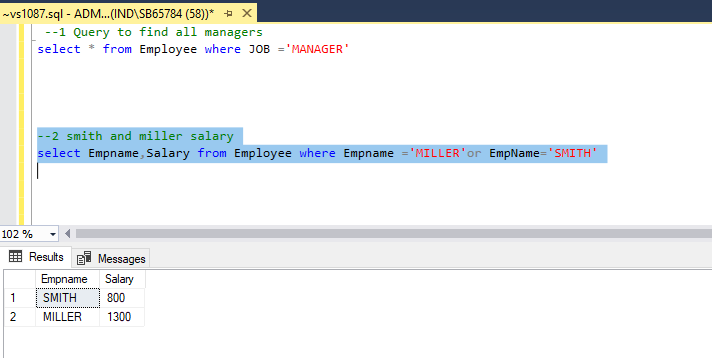 ~vs1087.sql - ADM...(IND\SB65784 (58))*
--1 Query to find all managers
select * from Employee where JOB ='MANAGER'
--2 smith and miller salary
select Empname,Salary from Employee where Empname ='MILLER'or EmpName='SMITH'
102 %
Results Messages
Empname Salary
1 SMITH 800
2 MILLER 1300